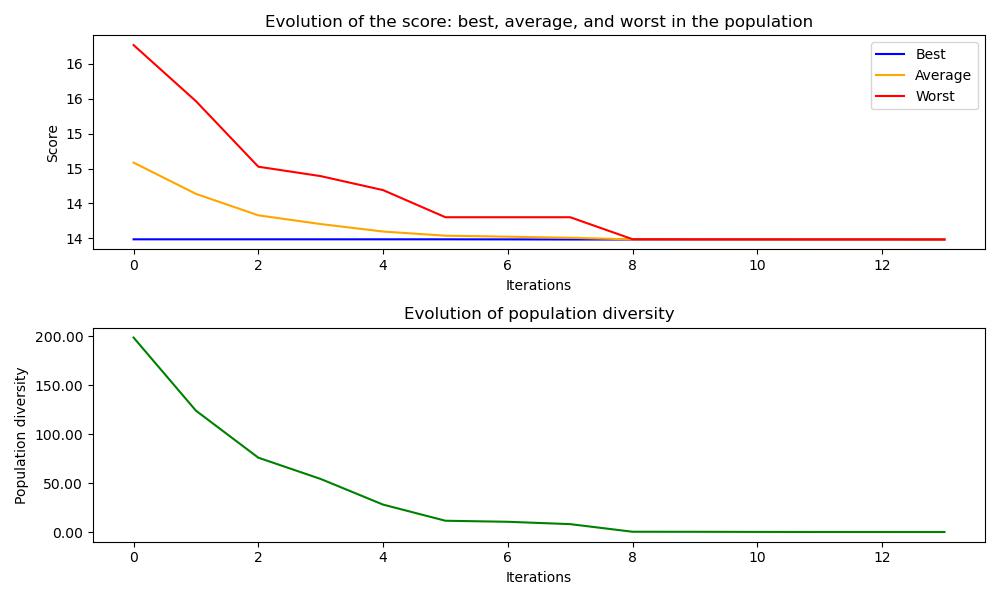 Evolution of the score: best, average, and worst in the population
Score
16
16
15
15
14
14
Best
Average
Worst
0 2 4 6 8 10 12
Iterations
Evolution of population diversity
Population diversity
200.00
150.00
100.00
50.00
0.00
0 2 4 6 8 10 12
Iterations